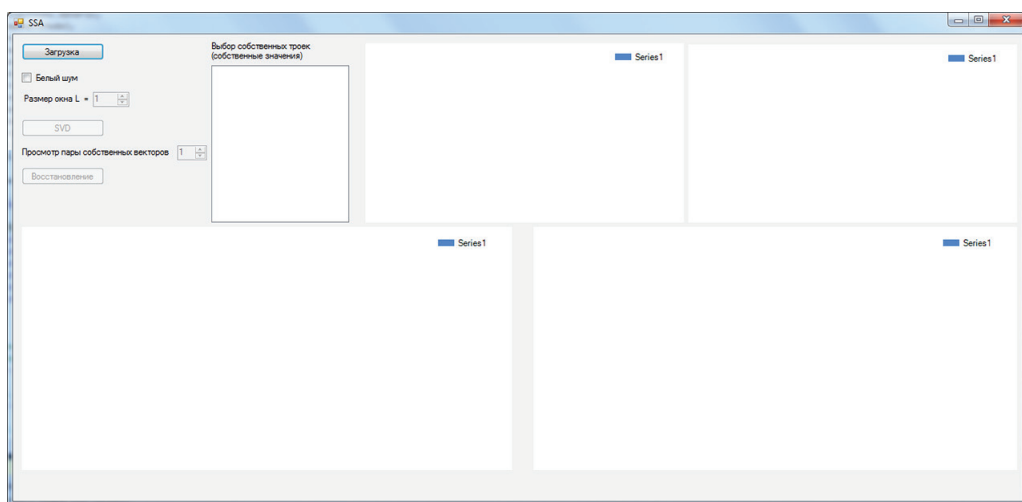 SSA
Загрузка
Белый шум
Размер окна L = 1
SVD
Просмотр пары собственных векторов 1
Восстановление
Выбор собственных троек
(собственные значения)
Series1
Series1
Series1
Series1